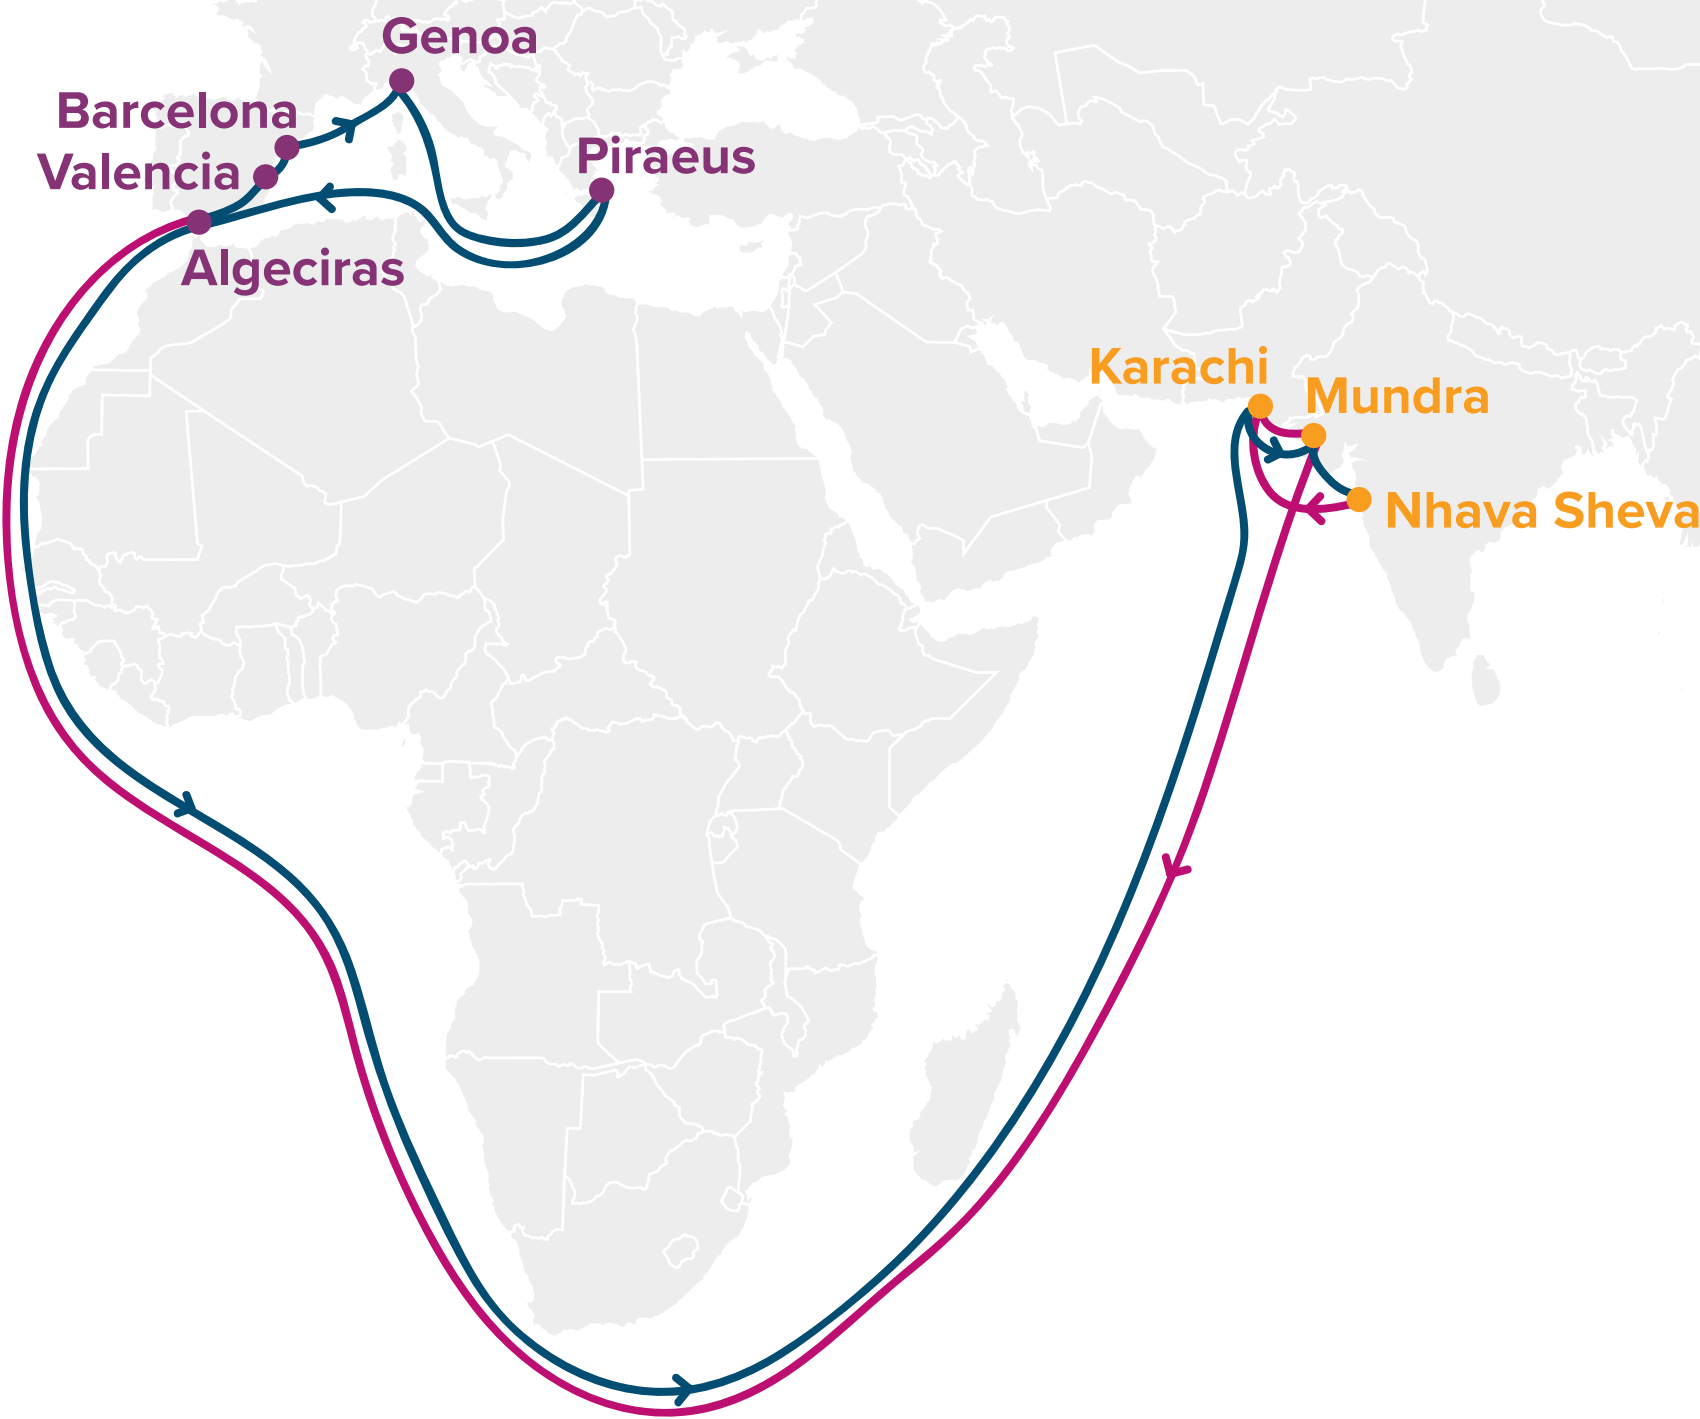 Genoa
Barcelona
Piraeus
Valencia
Algeciras
Karachi
Mundra
Nhava Sheva